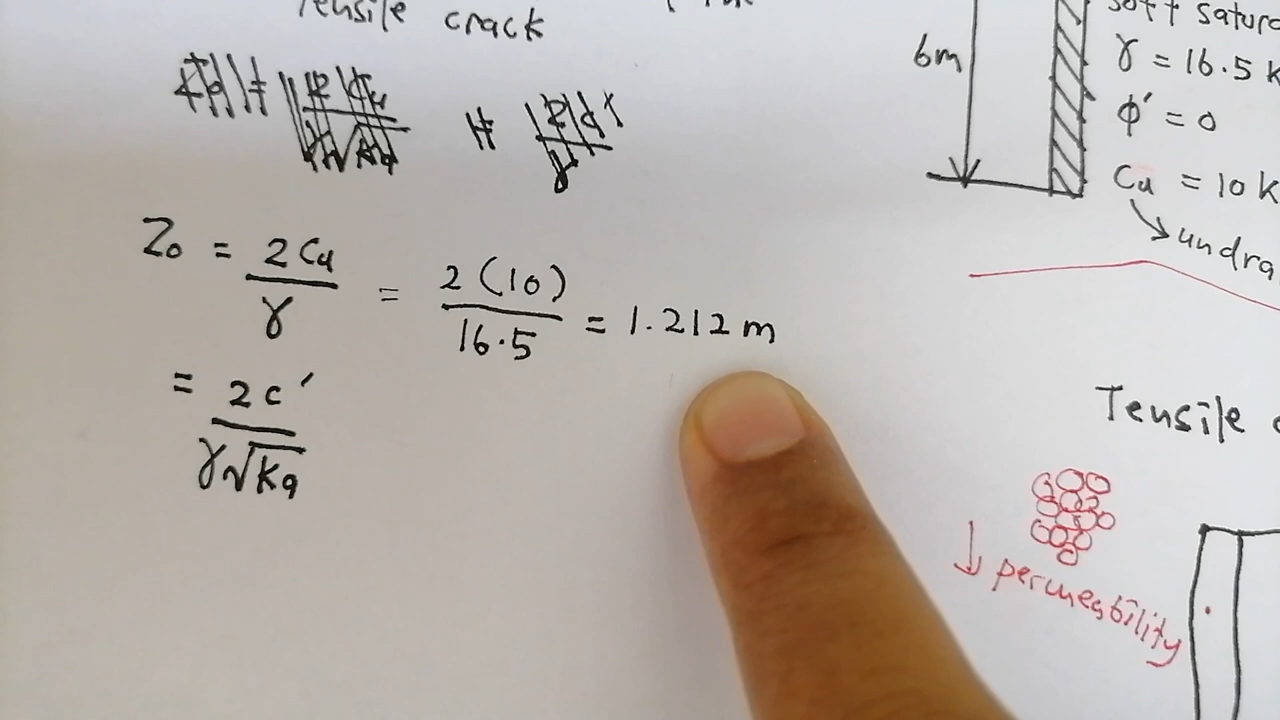 Tensile crack
6m
soft satura
γ = 16.5 k
φ′ = 0
Cu = 10 k
undra
Z₀ = 2Cu/γ = 2(10)/16.5 = 1.212 m
= 2c′/γ√Ka
Tensile c
↓ permeability